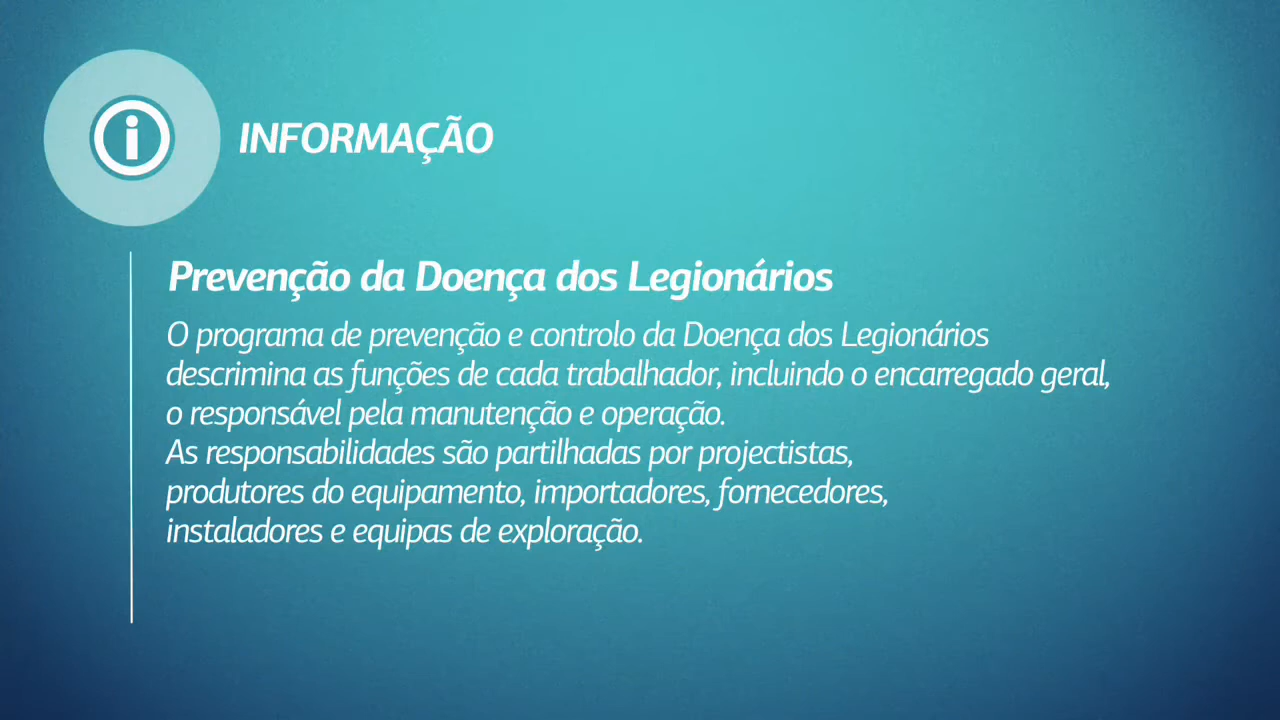 INFORMAÇÃO
Prevenção da Doença dos Legionários
O programa de prevenção e controlo da Doença dos Legionários
descrimina as funções de cada trabalhador, incluindo o encarregado geral,
o responsável pela manutenção e operação.
As responsabilidades são partilhadas por projectistas,
produtores do equipamento, importadores, fornecedores,
instaladores e equipas de exploração.